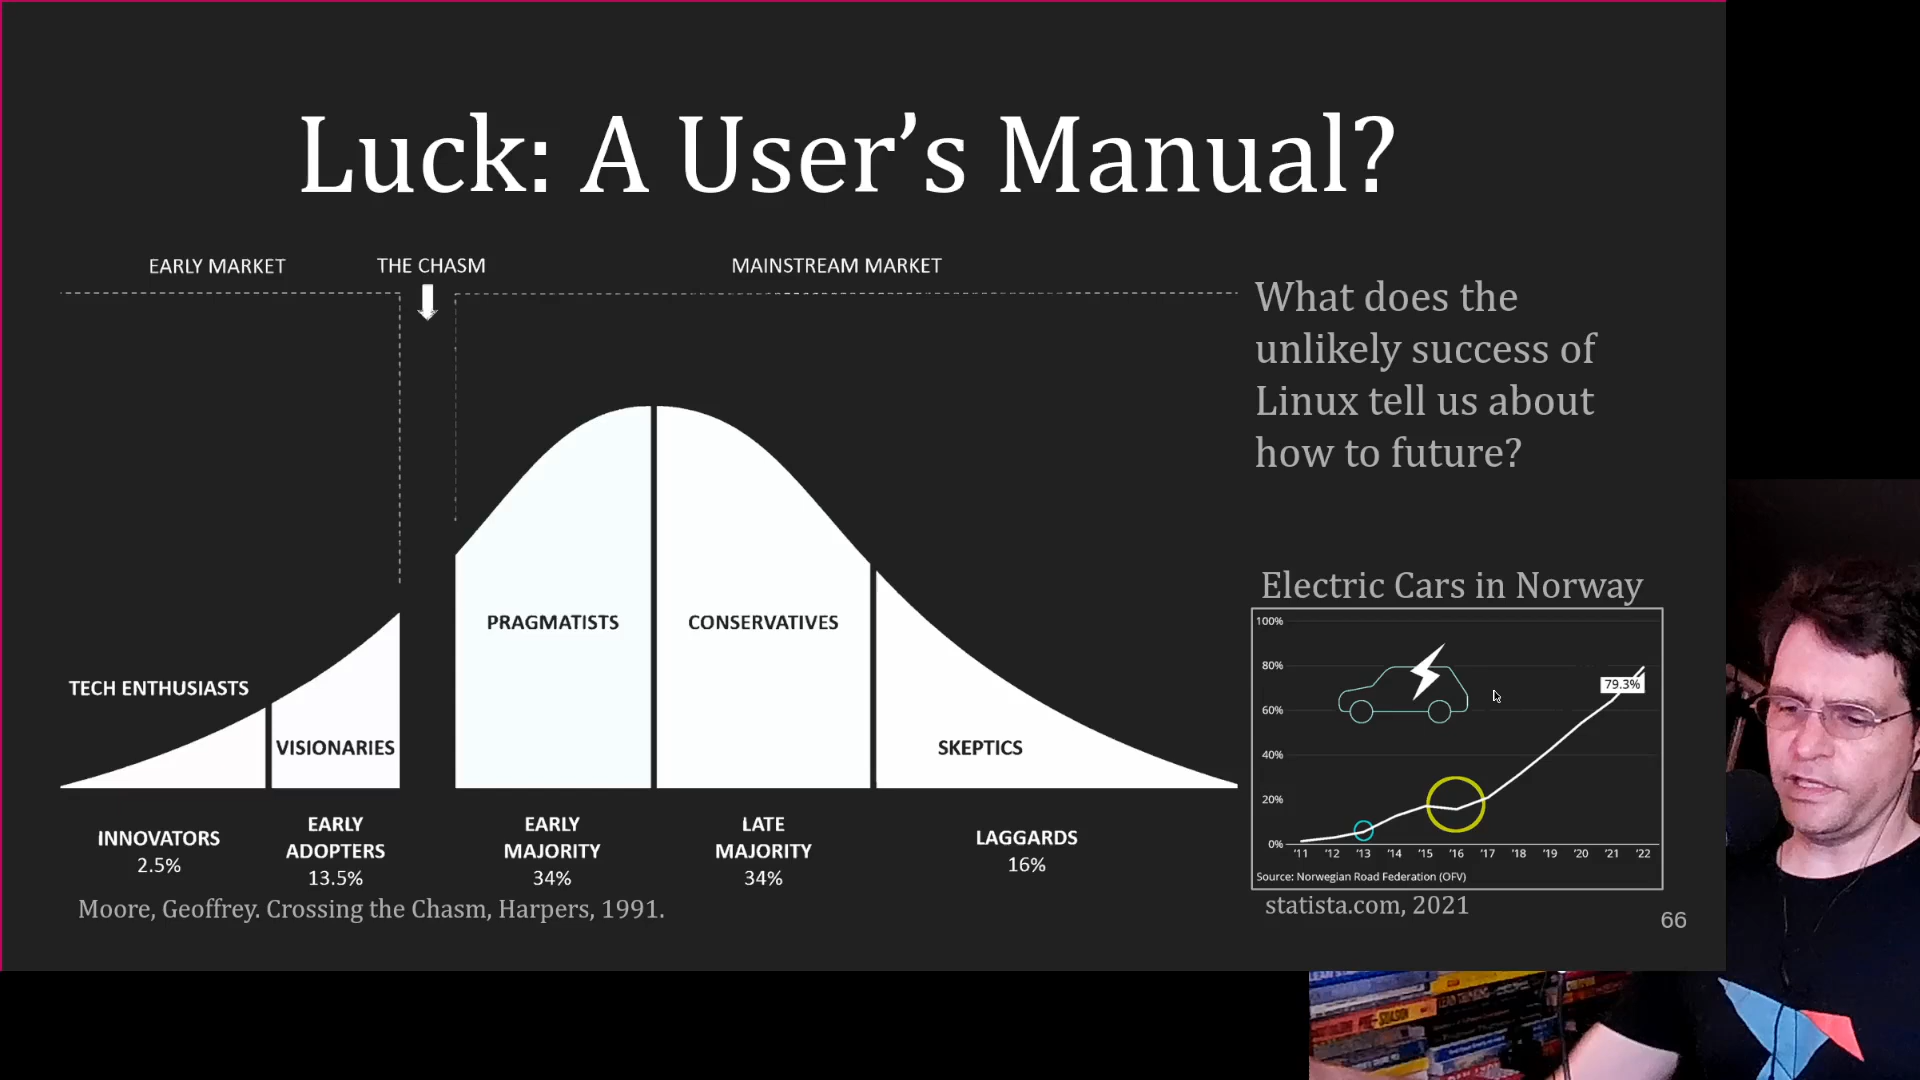 Luck: A User’s Manual?
EARLY MARKET
THE CHASM
MAINSTREAM MARKET
What does the
unlikely success of
Linux tell us about
how to future?
TECH ENTHUSIASTS
VISIONARIES
PRAGMATISTS
CONSERVATIVES
SKEPTICS
INNOVATORS
2.5%
EARLY
ADOPTERS
13.5%
EARLY
MAJORITY
34%
LATE
MAJORITY
34%
LAGGARDS
16%
Moore, Geoffrey. Crossing the Chasm, Harpers, 1991.
Electric Cars in Norway
100%
80%
60%
40%
20%
0%
79.3%
'11 '12 '13 '14 '15 '16 '17 '18 '19 '20 '21 '22
Source: Norwegian Road Federation (OFV)
statista.com, 2021
66